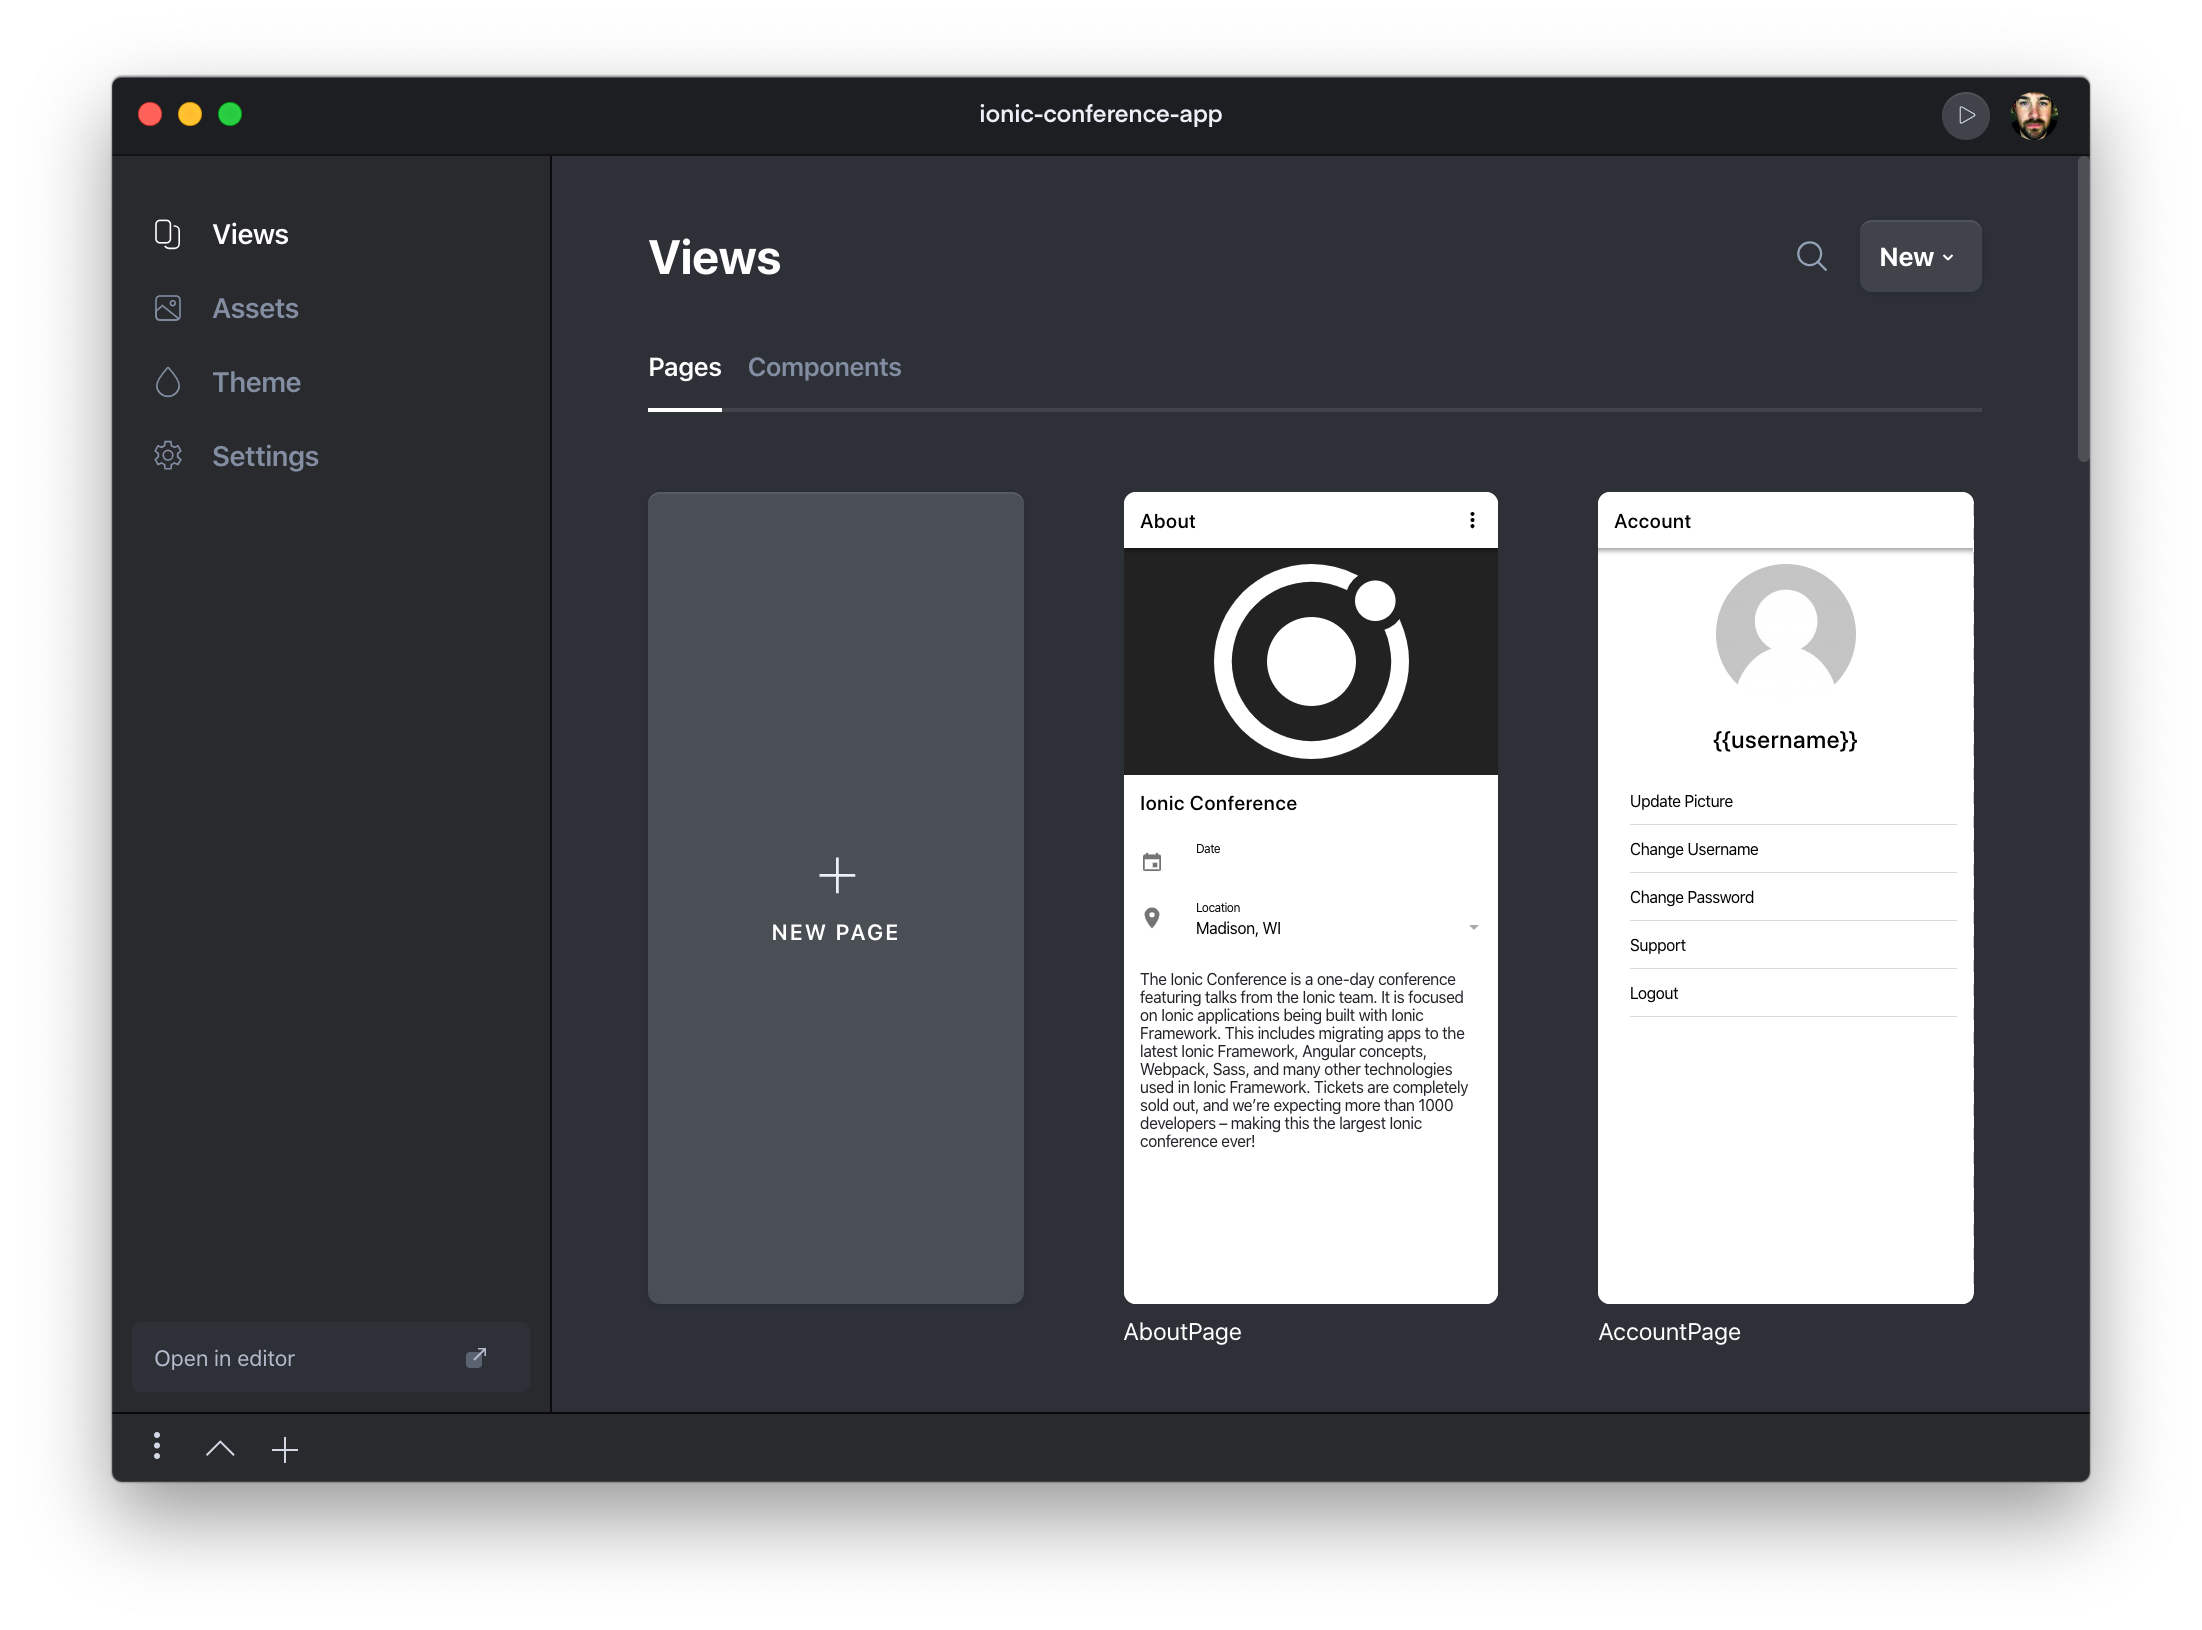 ionic-conference-app
Views
Assets
Theme
Settings
Open in editor
Views
New
Pages Components
NEW PAGE
About
Ionic Conference
Date
Location
Madison, WI
The Ionic Conference is a one-day conference
featuring talks from the Ionic team. It is focused
on Ionic applications being built with Ionic
Framework. This includes migrating apps to the
latest Ionic Framework, Angular concepts,
Webpack, Sass, and many other technologies
used in Ionic Framework. Tickets are completely
sold out, and we’re expecting more than 1000
developers – making this the largest Ionic
conference ever!
AboutPage
Account
{{username}}
Update Picture
Change Username
Change Password
Support
Logout
AccountPage